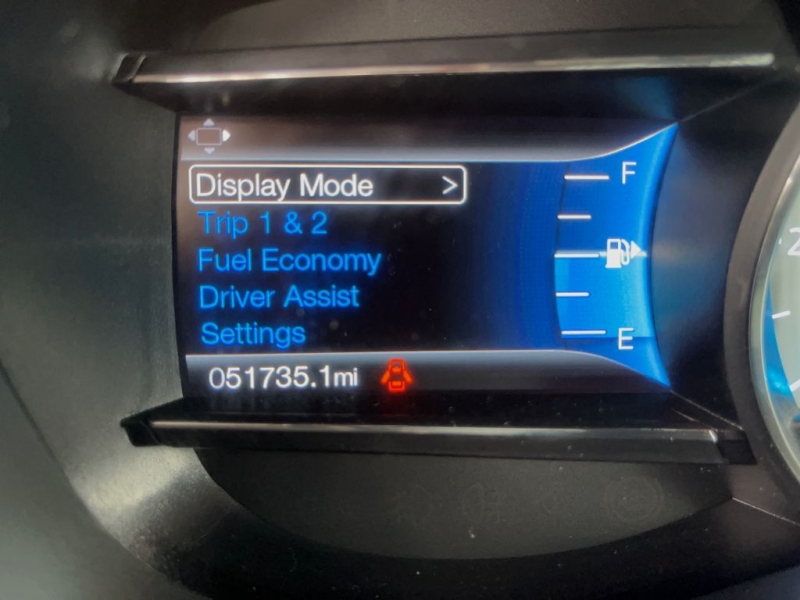 Display Mode >
F
Trip 1 & 2
Fuel Economy
Driver Assist
Settings
E
051735.1mi